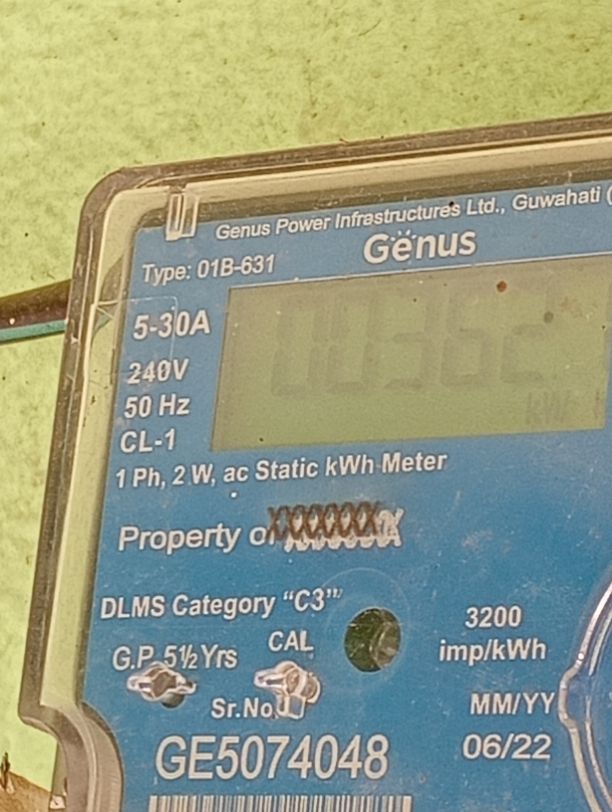 Genus Power Infrastructures Ltd., Guwahati (
Genus
Type: 01B-631
5-30A
00362
240V
50 Hz
kW
CL-1
1 Ph, 2 W, ac Static kWh Meter
Property o
DLMS Category “C3”
3200
imp/kWh
G.P. 5½ Yrs
CAL
Sr.No.
MM/YY
06/22
GE5074048